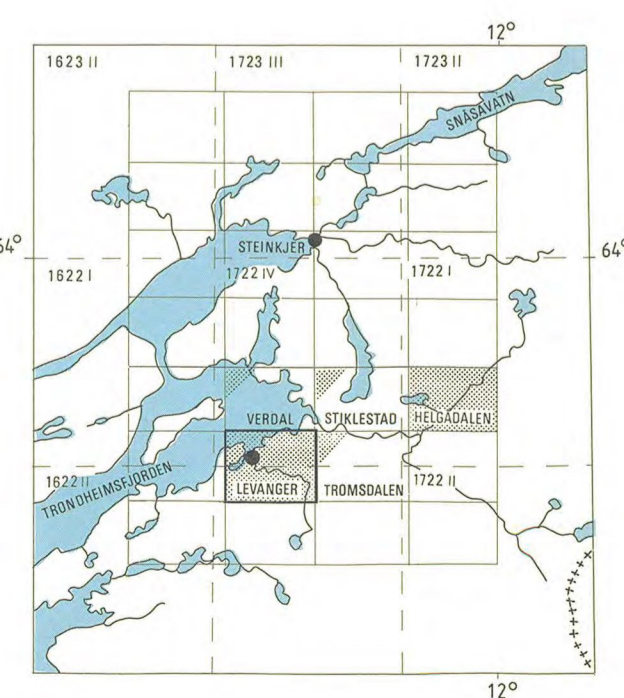 12°
1623 II 1723 III 1723 II
SNÅSAVATN
STEINKJER
64° 64°
1622 I 1722 IV 1722 I
VERDAL STIKLESTAD HELGÅDALEN
1622 II 1722 II
TRONDHEIMSFJORDEN
LEVANGER TROMSDALEN
12°